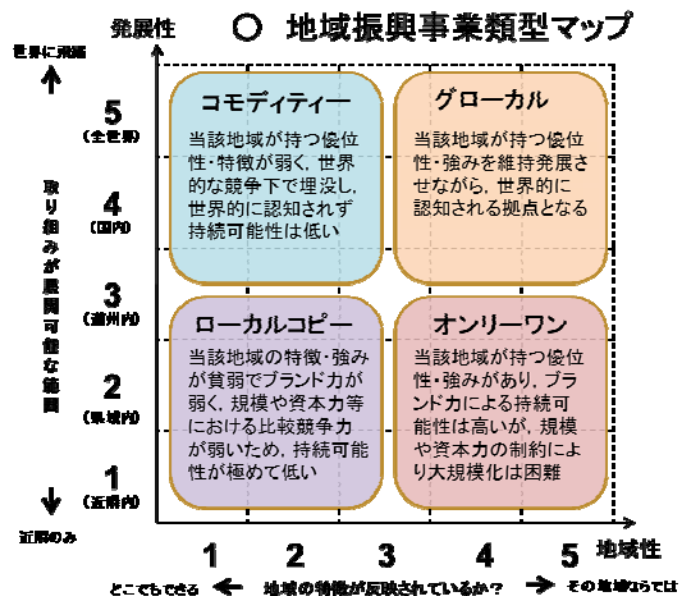 ○ 地域振興事業類型マップ
発展性
世界に飛躍
5
(全世界)
4
(国内)
3
(道州内)
2
(県域内)
1
(近隣内)
近隣のみ
取り組みが展開可能な範囲
コモディティー
当該地域が持つ優位
性・特徴が弱く，世界
的な競争下で埋没し，
世界的に認知されず
持続可能性は低い
グローカル
当該地域が持つ優位
性・強みを維持発展さ
せながら，世界的に
認知される拠点となる
ローカルコピー
当該地域の特徴・強み
が貧弱でブランド力が
弱く，規模や資本力等
における比較競争力
が弱いため，持続可能
性が極めて低い
オンリーワン
当該地域が持つ優位
性・強みがあり，ブラ
ンド力による持続可
能性は高いが，規模
や資本力の制約によ
り大規模化は困難
1 2 3 4 5 地域性
どこでもできる 地域の特徴が反映されているか？ その地域ならでは